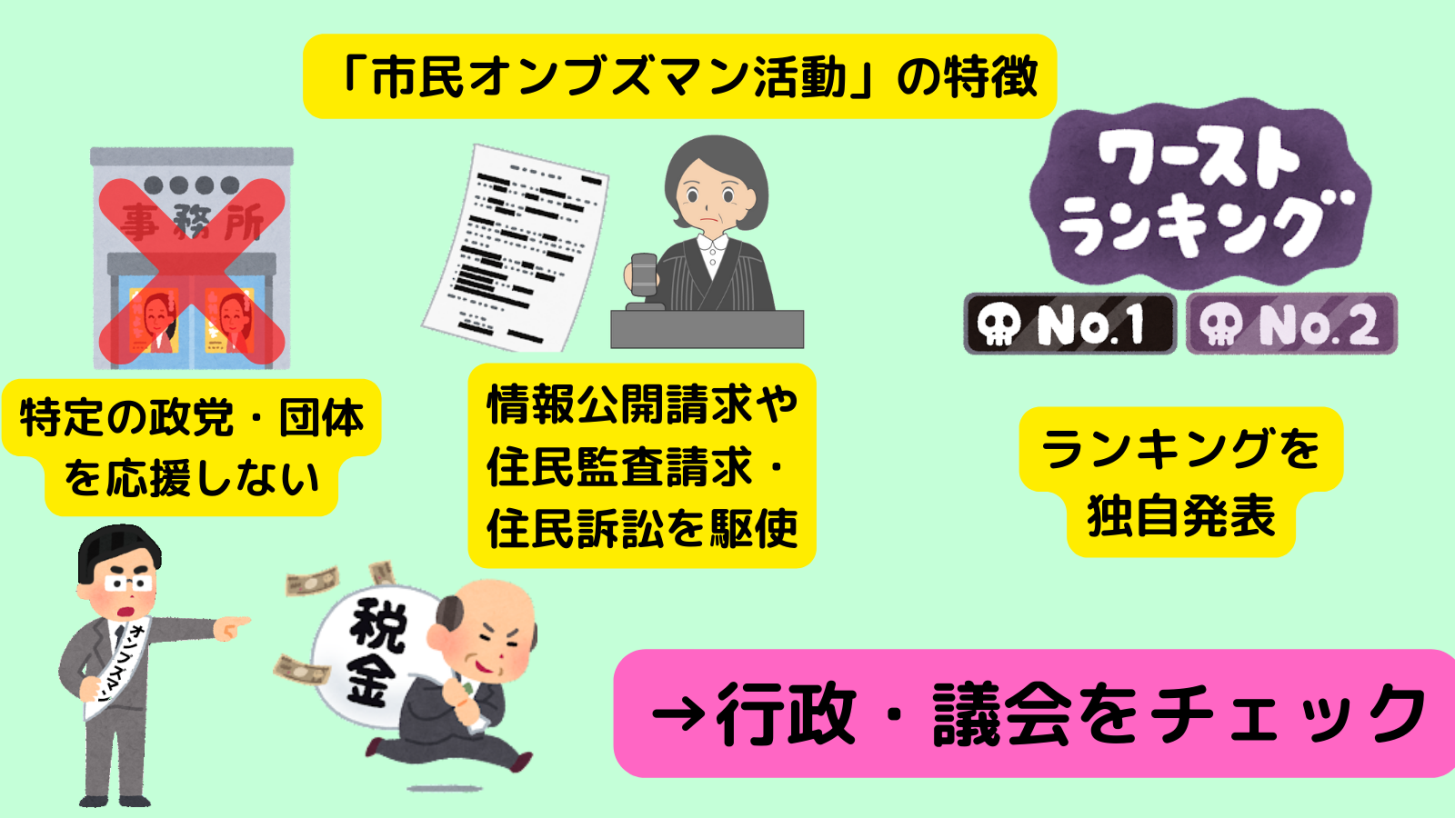 「市民オンブズマン活動」の特徴
事務所
特定の政党・団体
を応援しない
情報公開請求や
住民監査請求・
住民訴訟を駆使
ワースト
ランキング
No.1
No.2
ランキングを
独自発表
オンブズマン
税金
→行政・議会をチェック